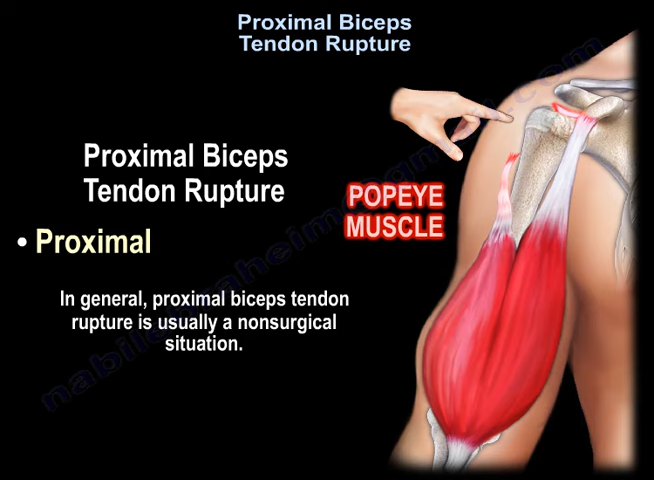 Proximal Biceps
Tendon Rupture
Proximal Biceps
Tendon Rupture
POPEYE
MUSCLE
• Proximal
In general, proximal biceps tendon
rupture is usually a nonsurgical
situation.